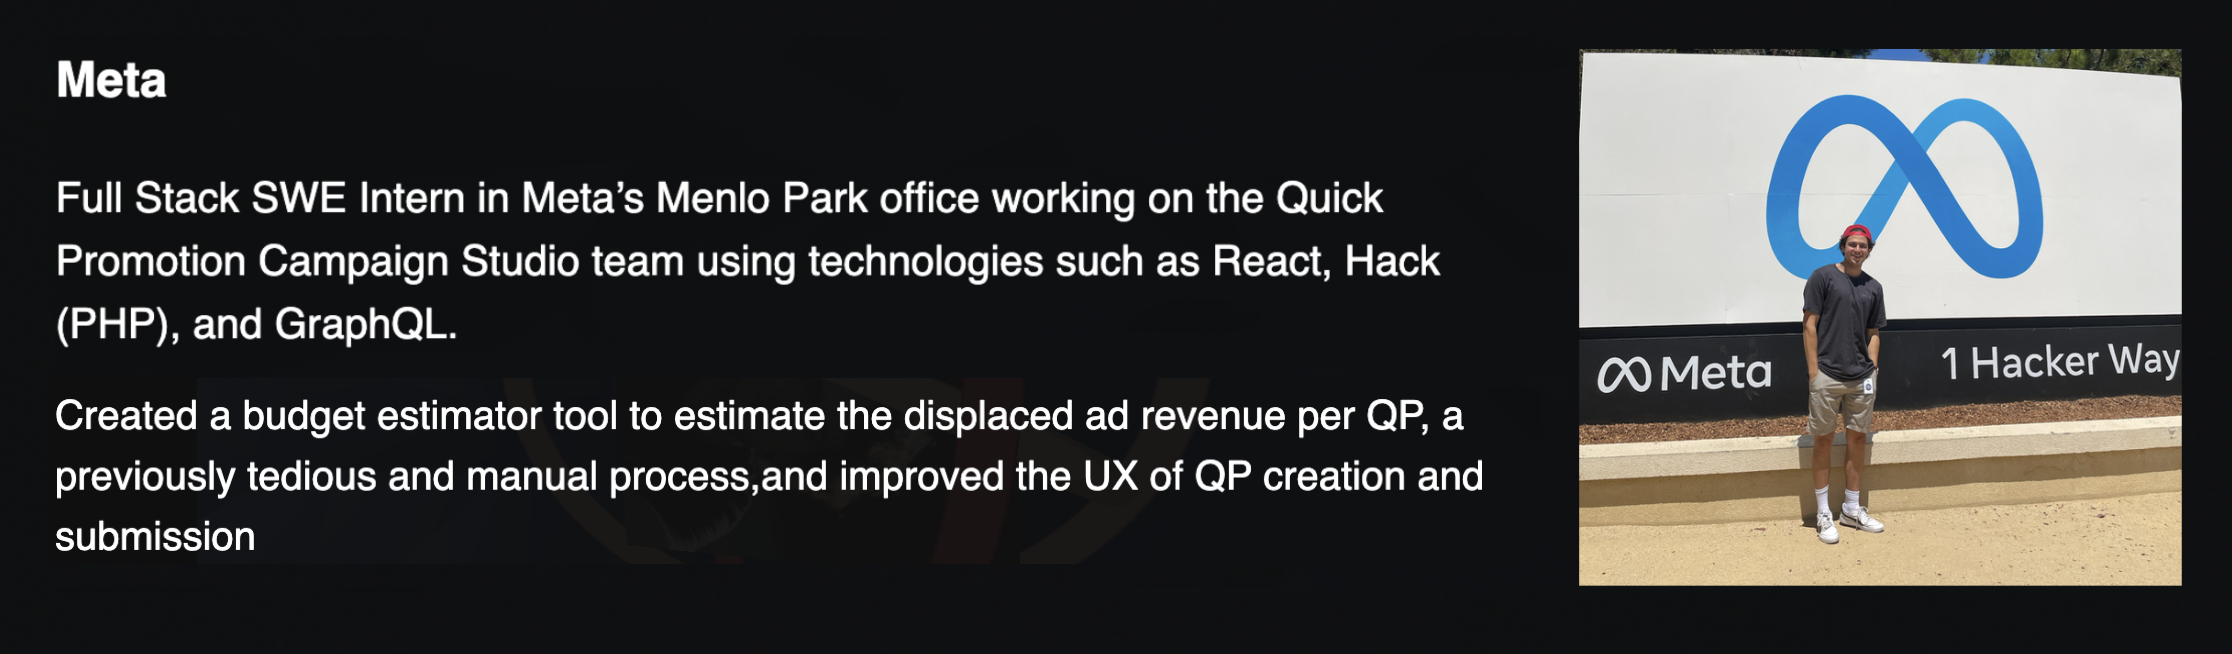 Meta
Full Stack SWE Intern in Meta’s Menlo Park office working on the Quick
Promotion Campaign Studio team using technologies such as React, Hack
(PHP), and GraphQL.
Created a budget estimator tool to estimate the displaced ad revenue per QP, a
previously tedious and manual process,and improved the UX of QP creation and
submission
Meta
1 Hacker Way